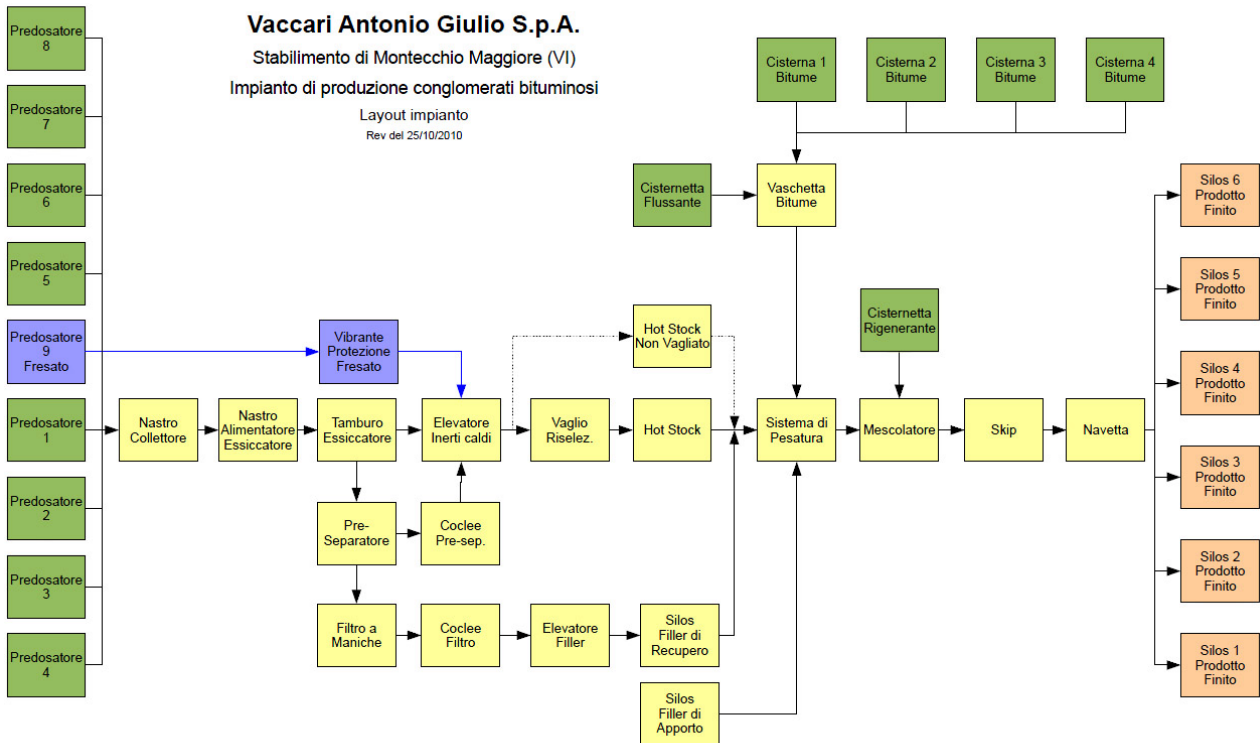 Vaccari Antonio Giulio S.p.A.
Stabilimento di Montecchio Maggiore (VI)
Impianto di produzione conglomerati bituminosi
Layout impianto
Rev del 25/10/2010
Predosatore
8
Predosatore
7
Predosatore
6
Predosatore
5
Predosatore
9
Fresato
Predosatore
1
Predosatore
2
Predosatore
3
Predosatore
4
Nastro
Collettore
Nastro
Alimentatore
Essiccatore
Vibrante
Protezione
Fresato
Tamburo
Essiccatore
Pre-
Separatore
Filtro a
Maniche
Elevatore
Inerti caldi
Coclee
Pre-sep.
Coclee
Filtro
Vaglio
Riselez.
Elevatore
Filler
Hot Stock
Non Vagliato
Hot Stock
Silos
Filler di
Recupero
Silos
Filler di
Apporto
Cisterna 1
Bitume
Cisterna 2
Bitume
Cisterna 3
Bitume
Cisterna 4
Bitume
Cisternetta
Flussante
Vaschetta
Bitume
Cisternetta
Rigenerante
Sistema di
Pesatura
Mescolatore
Skip
Navetta
Silos 6
Prodotto
Finito
Silos 5
Prodotto
Finito
Silos 4
Prodotto
Finito
Silos 3
Prodotto
Finito
Silos 2
Prodotto
Finito
Silos 1
Prodotto
Finito